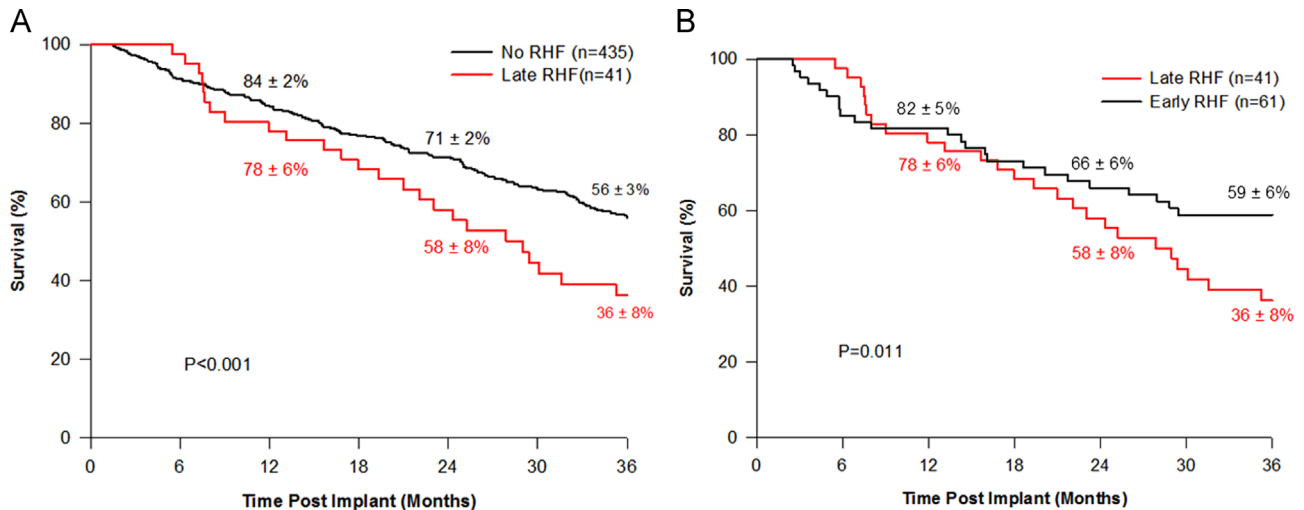 A
100
80
60
40
20
0
Survival (%)
No RHF (n=435)
Late RHF(n=41)
84 ± 2%
71 ± 2%
56 ± 3%
78 ± 6%
58 ± 8%
36 ± 8%
P<0.001
0 6 12 18 24 30 36
Time Post Implant (Months)
B
100
80
60
40
20
0
Survival (%)
Late RHF (n=41)
Early RHF (n=61)
82 ± 5%
66 ± 6%
59 ± 6%
78 ± 6%
58 ± 8%
36 ± 8%
P=0.011
0 6 12 18 24 30 36
Time Post Implant (Months)